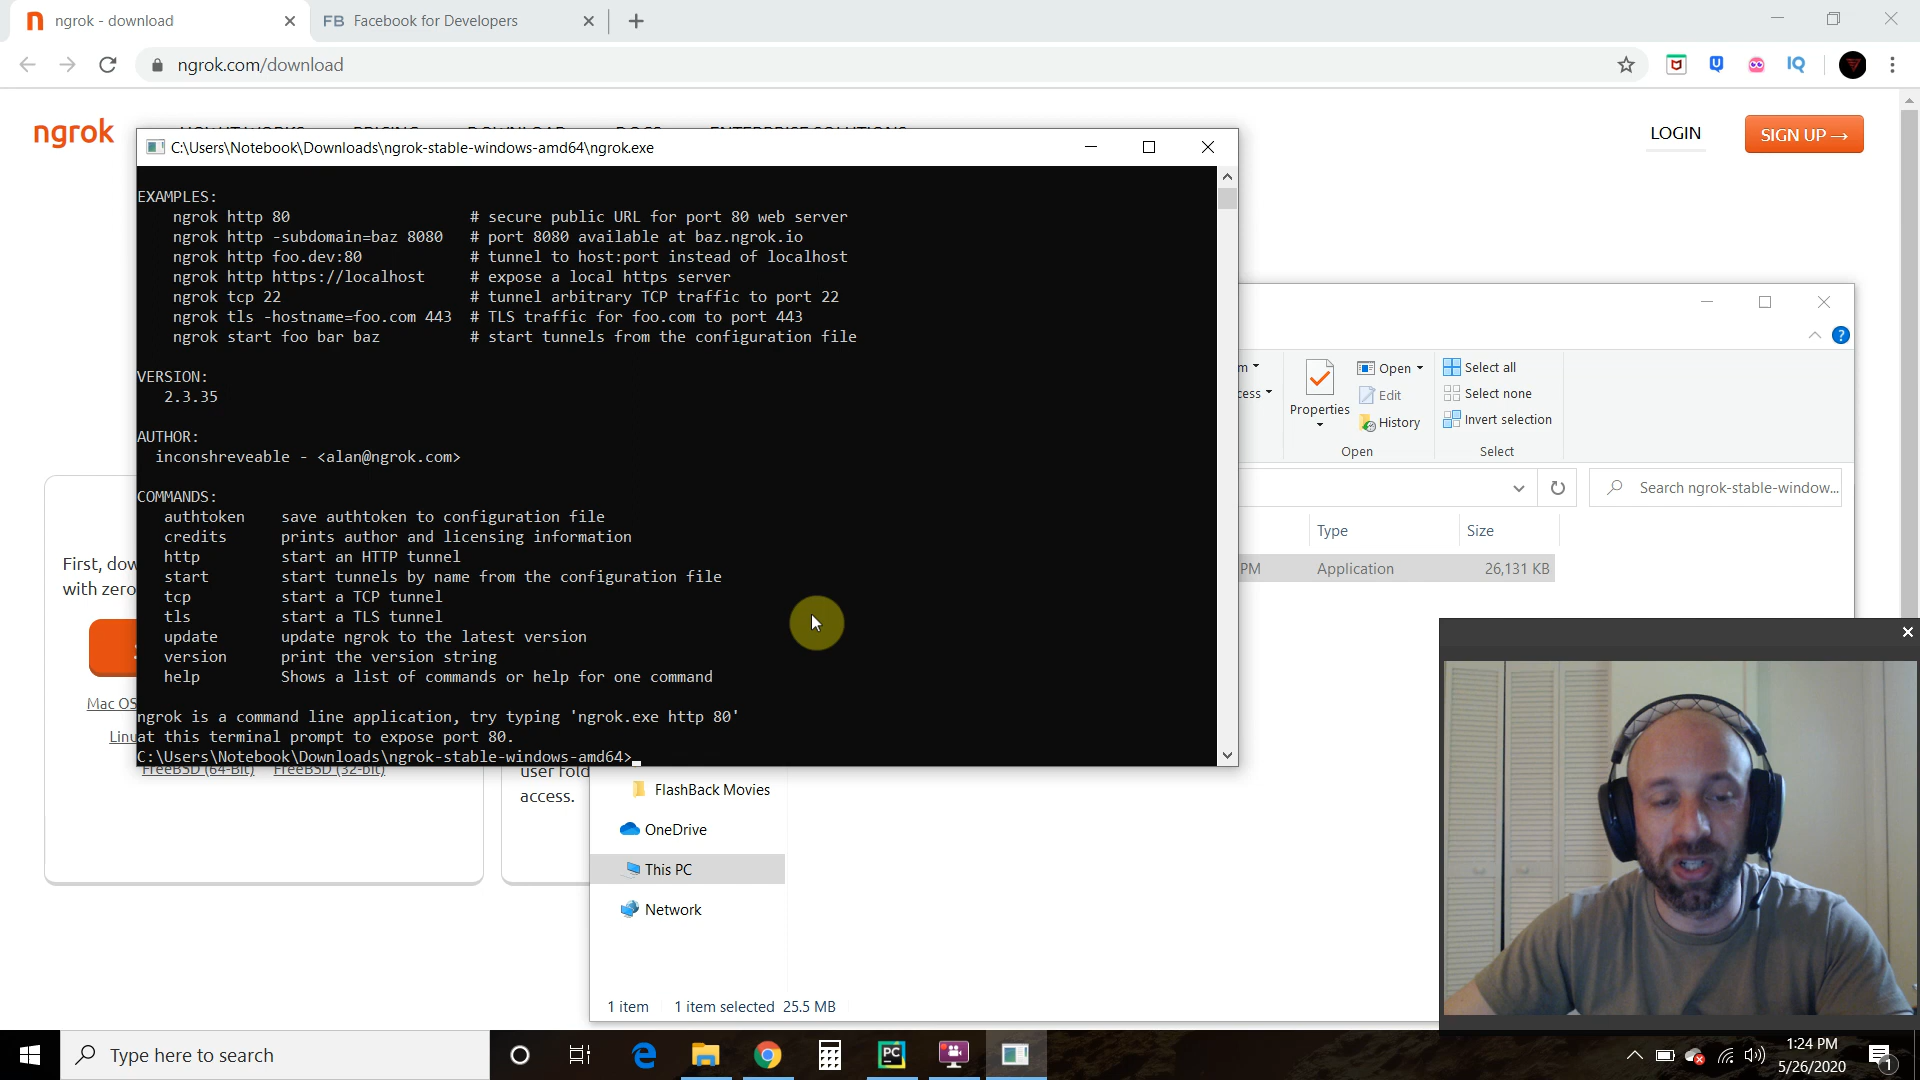 ngrok - download
FB Facebook for Developers
ngrok.com/download
ngrok
LOGIN
SIGN UP →
C:\Users\Notebook\Downloads\ngrok-stable-windows-amd64\ngrok.exe
EXAMPLES:
ngrok http 80 # secure public URL for port 80 web server
ngrok http -subdomain=baz 8080 # port 8080 available at baz.ngrok.io
ngrok http foo.dev:80 # tunnel to host:port instead of localhost
ngrok http https://localhost # expose a local https server
ngrok tcp 22 # tunnel arbitrary TCP traffic to port 22
ngrok tls -hostname=foo.com 443 # TLS traffic for foo.com to port 443
ngrok start foo bar baz # start tunnels from the configuration file
VERSION:
2.3.35
AUTHOR:
inconshreveable - <alan@ngrok.com>
COMMANDS:
authtoken save authtoken to configuration file
credits prints author and licensing information
http start an HTTP tunnel
start start tunnels by name from the configuration file
tcp start a TCP tunnel
tls start a TLS tunnel
update update ngrok to the latest version
version print the version string
help Shows a list of commands or help for one command
ngrok is a command line application, try typing 'ngrok.exe http 80'
at this terminal prompt to expose port 80.
C:\Users\Notebook\Downloads\ngrok-stable-windows-amd64>
Properties
Open
Edit
History
Open
Select all
Select none
Invert selection
Select
Search ngrok-stable-window...
Type Size
PM Application 26,131 KB
First, dow
with zero
Mac OS
Linu
FreeBSD (64-Bit) FreeBSD (32-bit)
user fold
access.
FlashBack Movies
OneDrive
This PC
Network
1 item 1 item selected 25.5 MB
Type here to search
PC
1:24 PM
5/26/2020
1